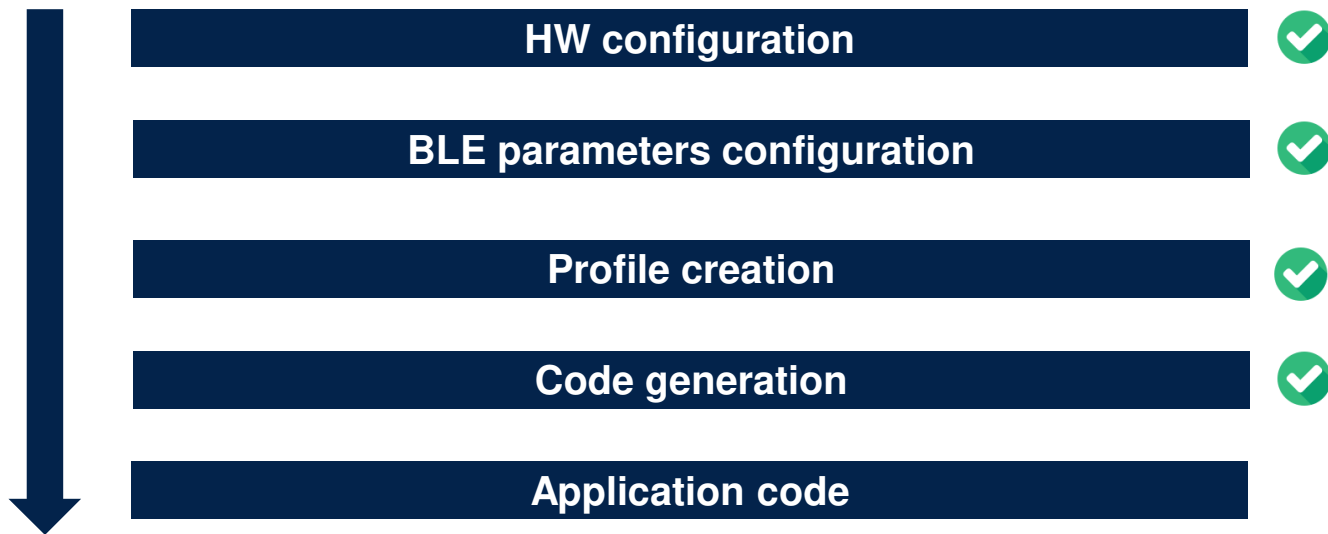 HW configuration
BLE parameters configuration
Profile creation
Code generation
Application code